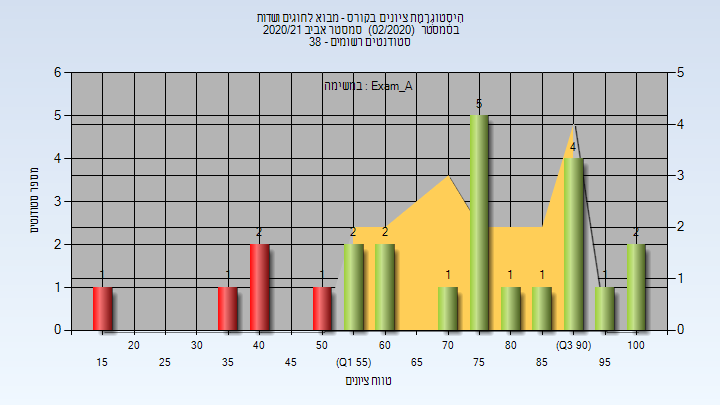 היסטוגרמת ציונים בקורס - מבוא לחוגים ושדות
בסמסטר (02/2020) סמסטר אביב 2020/21
סטודנטים רשומים - 38
במשימה : Exam_A
6 5
5 4
4 3
3 2
2 1
1 0
0
מספר סטודנטים
1 1 2 1 2 2 1 5 1 1 4 1 2
20 30 40 50 60 70 80 (Q3 90) 100
15 25 35 45 (Q1 55) 65 75 85 95
טווח ציונים